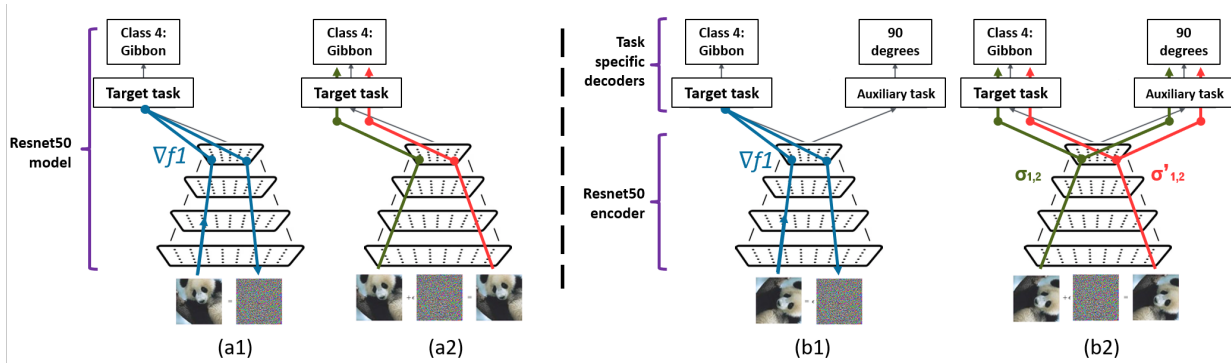 Resnet50
model
Class 4:
Gibbon
Target task
∇f1
=
(a1)
Class 4:
Gibbon
Target task
+ϵ
=
(a2)
Task
specific
decoders
Resnet50
encoder
Class 4:
Gibbon
Target task
90
degrees
Auxiliary task
∇f1
= ϵ
(b1)
Class 4:
Gibbon
Target task
90
degrees
Auxiliary task
σ1,2
σ'1,2
+ϵ
=
(b2)